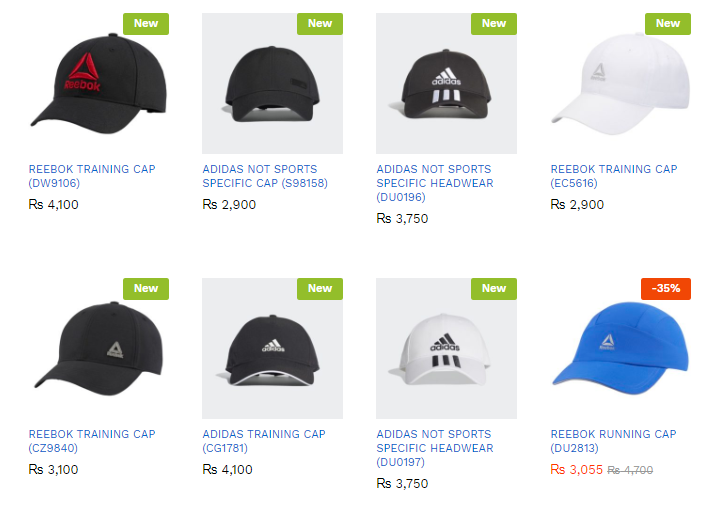 New
New
New
New
Reebok
adidas
REEBOK TRAINING CAP
(DW9106)
₨ 4,100
ADIDAS NOT SPORTS
SPECIFIC CAP (S98158)
₨ 2,900
ADIDAS NOT SPORTS
SPECIFIC HEADWEAR
(DU0196)
₨ 3,750
REEBOK TRAINING CAP
(EC5616)
₨ 2,900
New
New
New
-35%
adidas
adidas
REEBOK TRAINING CAP
(CZ9840)
₨ 3,100
ADIDAS TRAINING CAP
(CG1781)
₨ 4,100
ADIDAS NOT SPORTS
SPECIFIC HEADWEAR
(DU0197)
₨ 3,750
REEBOK RUNNING CAP
(DU2813)
₨ 3,055 ₨ 4,700